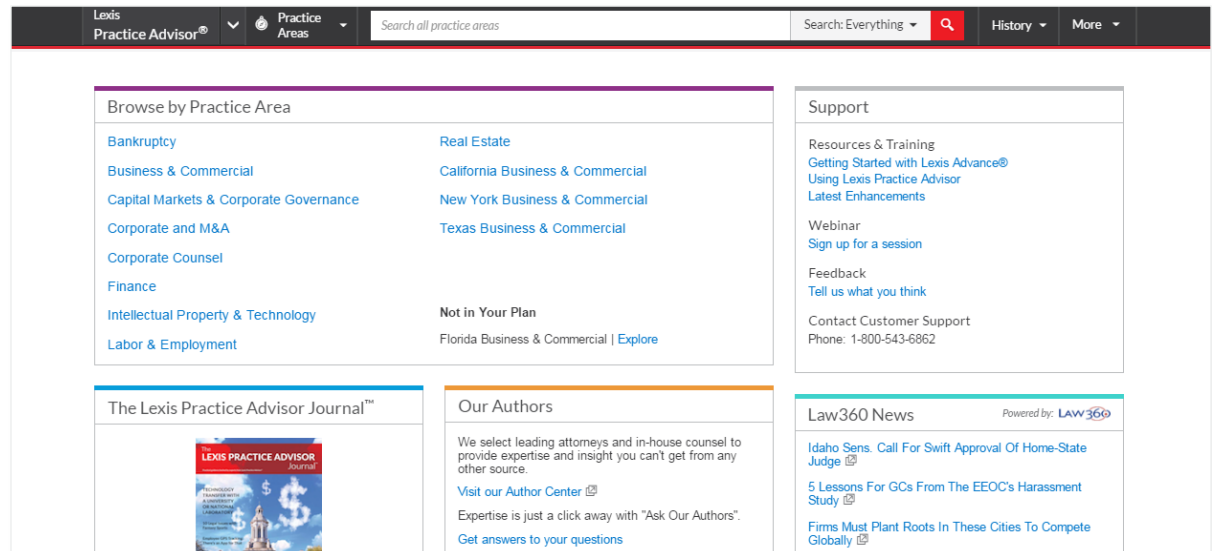 Lexis
Practice Advisor®
Practice
Areas
Search all practice areas
Search: Everything
History
More
Browse by Practice Area
Bankruptcy
Business & Commercial
Capital Markets & Corporate Governance
Corporate and M&A
Corporate Counsel
Finance
Intellectual Property & Technology
Labor & Employment
Real Estate
California Business & Commercial
New York Business & Commercial
Texas Business & Commercial
Not in Your Plan
Florida Business & Commercial | Explore
Support
Resources & Training
Getting Started with Lexis Advance®
Using Lexis Practice Advisor
Latest Enhancements
Webinar
Sign up for a session
Feedback
Tell us what you think
Contact Customer Support
Phone: 1-800-543-6862
The Lexis Practice Advisor Journal™
The
LEXIS PRACTICE ADVISOR
Journal
TECHNOLOGY
TRANSFER WITH
A UNIVERSITY
OR NATIONAL
LABORATORY
Our Authors
We select leading attorneys and in-house counsel to
provide expertise and insight you can't get from any
other source.
Visit our Author Center
Expertise is just a click away with "Ask Our Authors".
Get answers to your questions
Law360 News
Powered by: LAW360
Idaho Sens. Call For Swift Approval Of Home-State
Judge
5 Lessons For GCs From The EEOC's Harassment
Study
Firms Must Plant Roots In These Cities To Compete
Globally